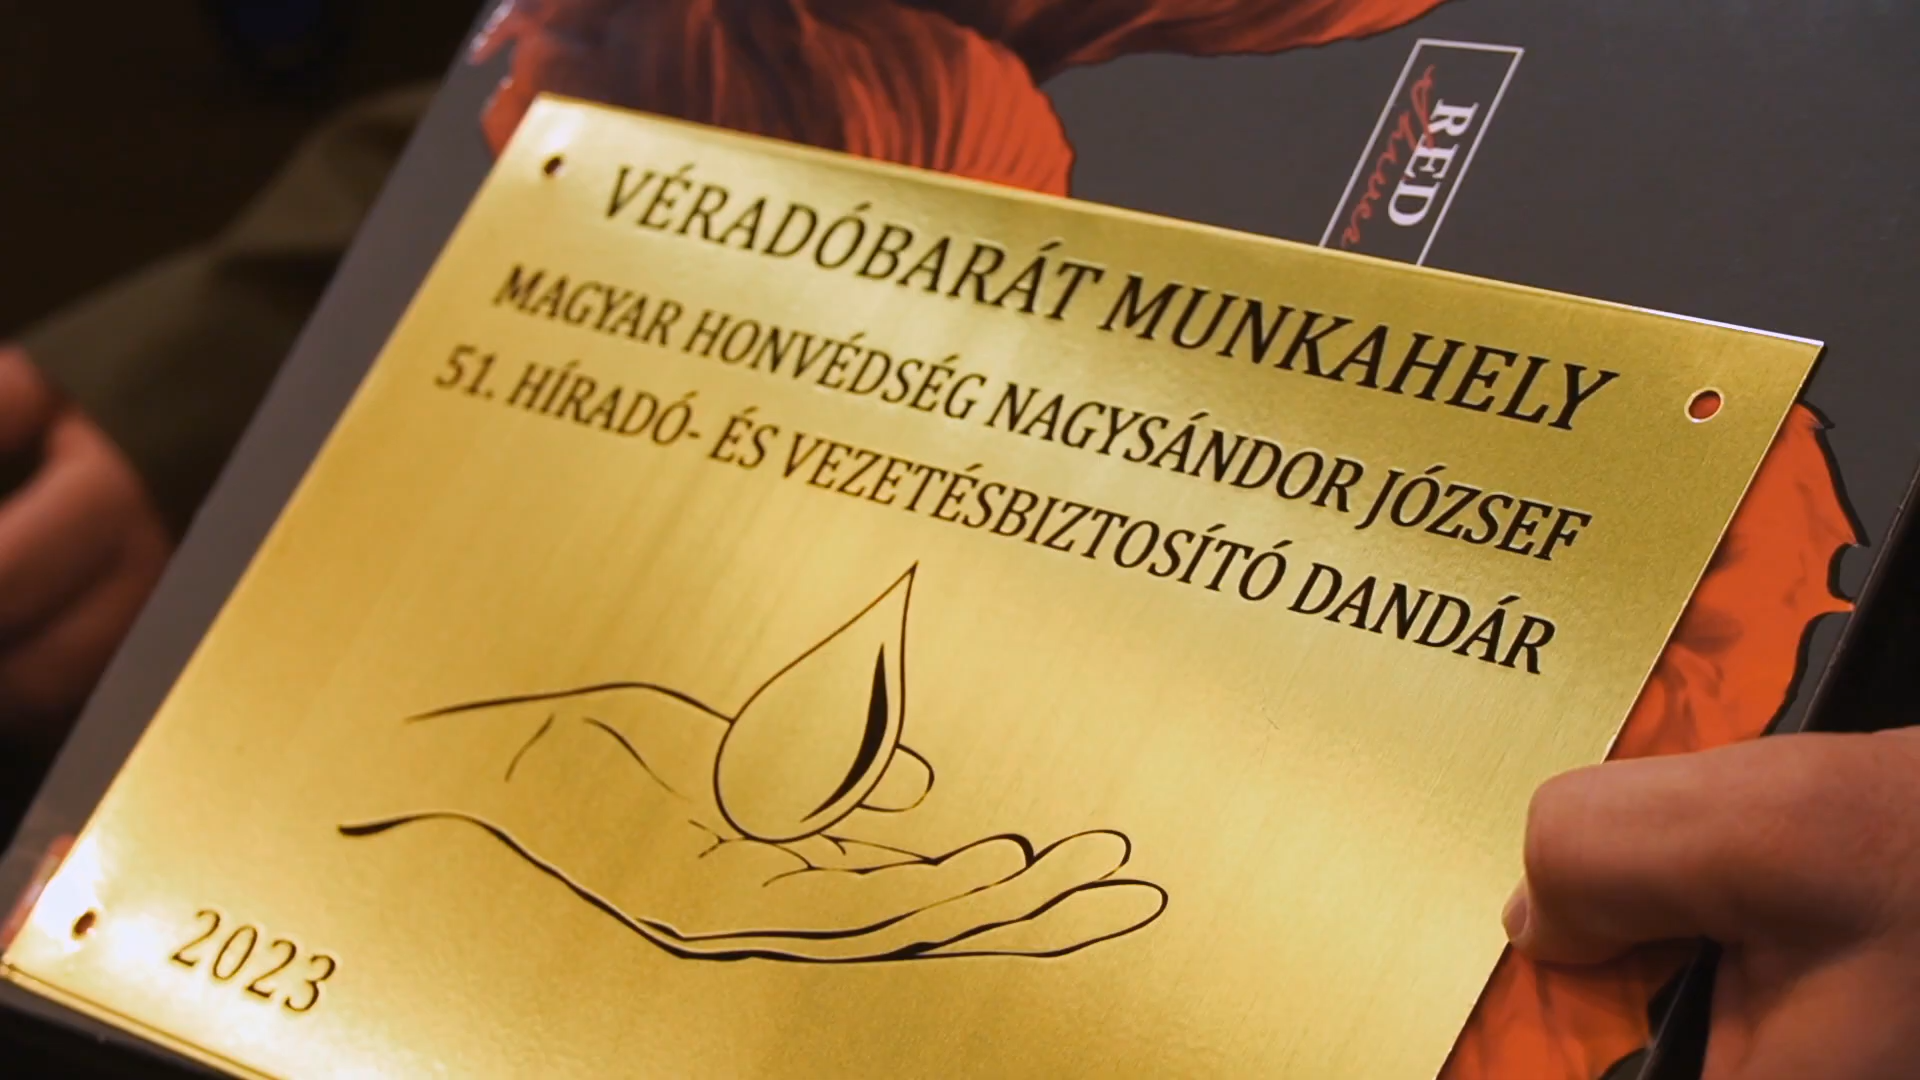 VÉRADÓBARÁT MUNKAHELY
MAGYAR HONVÉDSÉG NAGYSÁNDOR JÓZSEF
51. HÍRADÓ- ÉS VEZETÉSBIZTOSÍTÓ DANDÁR
2023
RED